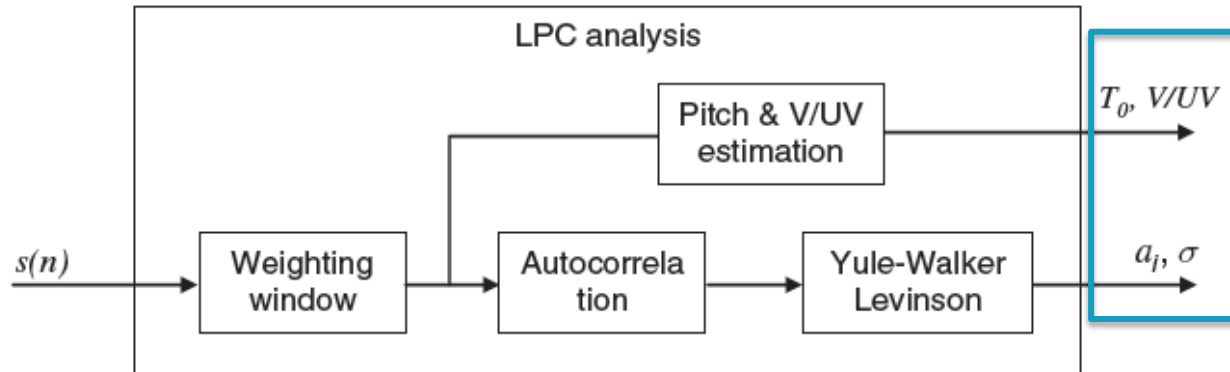 LPC analysis
T₀, V/UV
Pitch & V/UV
estimation
s(n)
Weighting
window
Autocorrela
tion
Yule-Walker
Levinson
aᵢ, σ